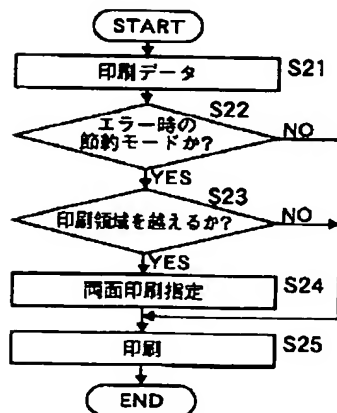 START
印刷データ
S21
エラー時の
節約モードか?
S22
NO
YES
印刷領域を越えるか?
S23
NO
YES
両面印刷指定
S24
印刷
S25
END